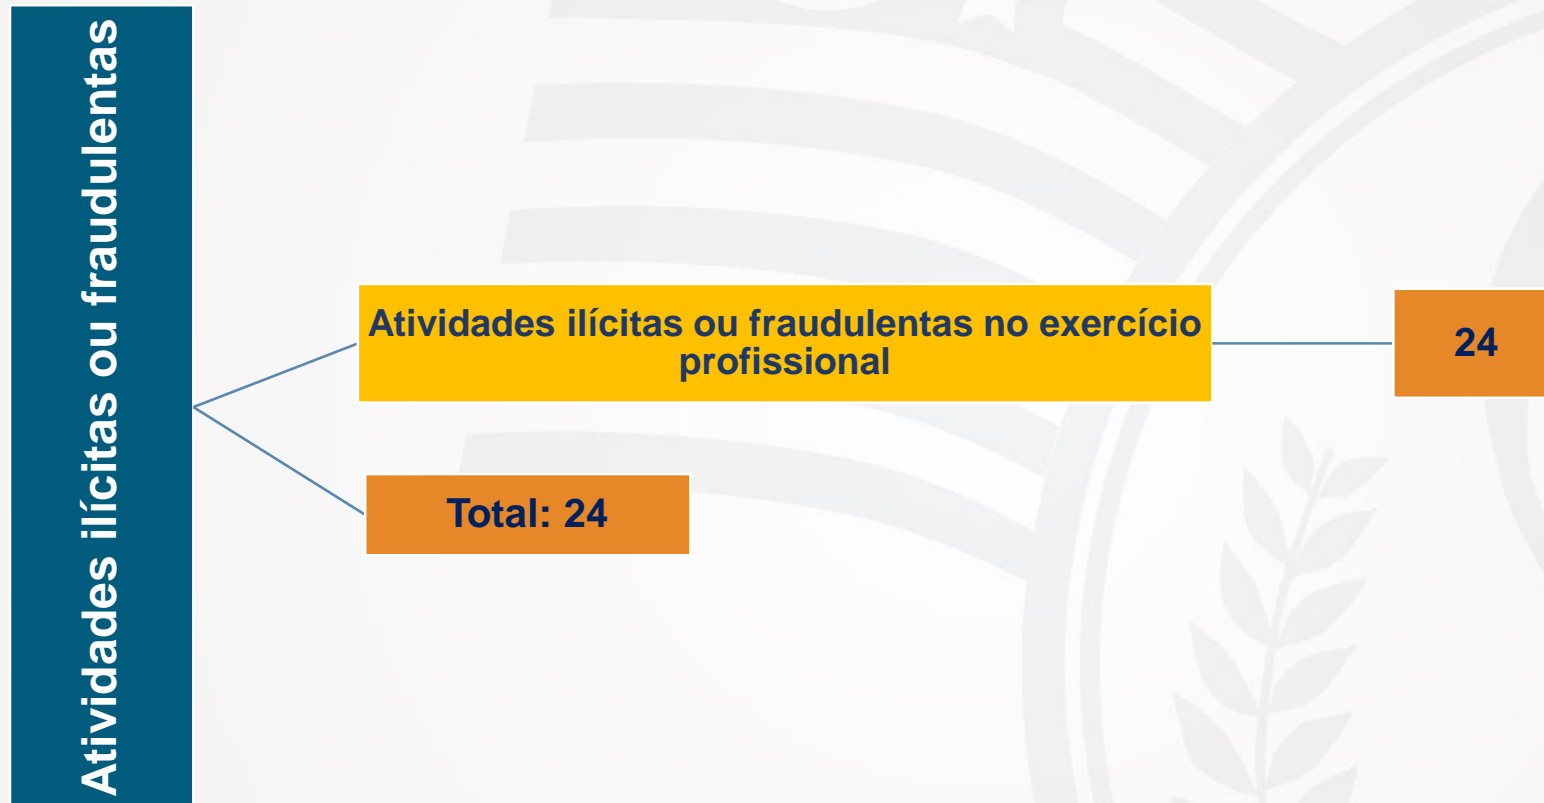 Atividades ilícitas ou fraudulentas
Atividades ilícitas ou fraudulentas no exercício
profissional
24
Total: 24